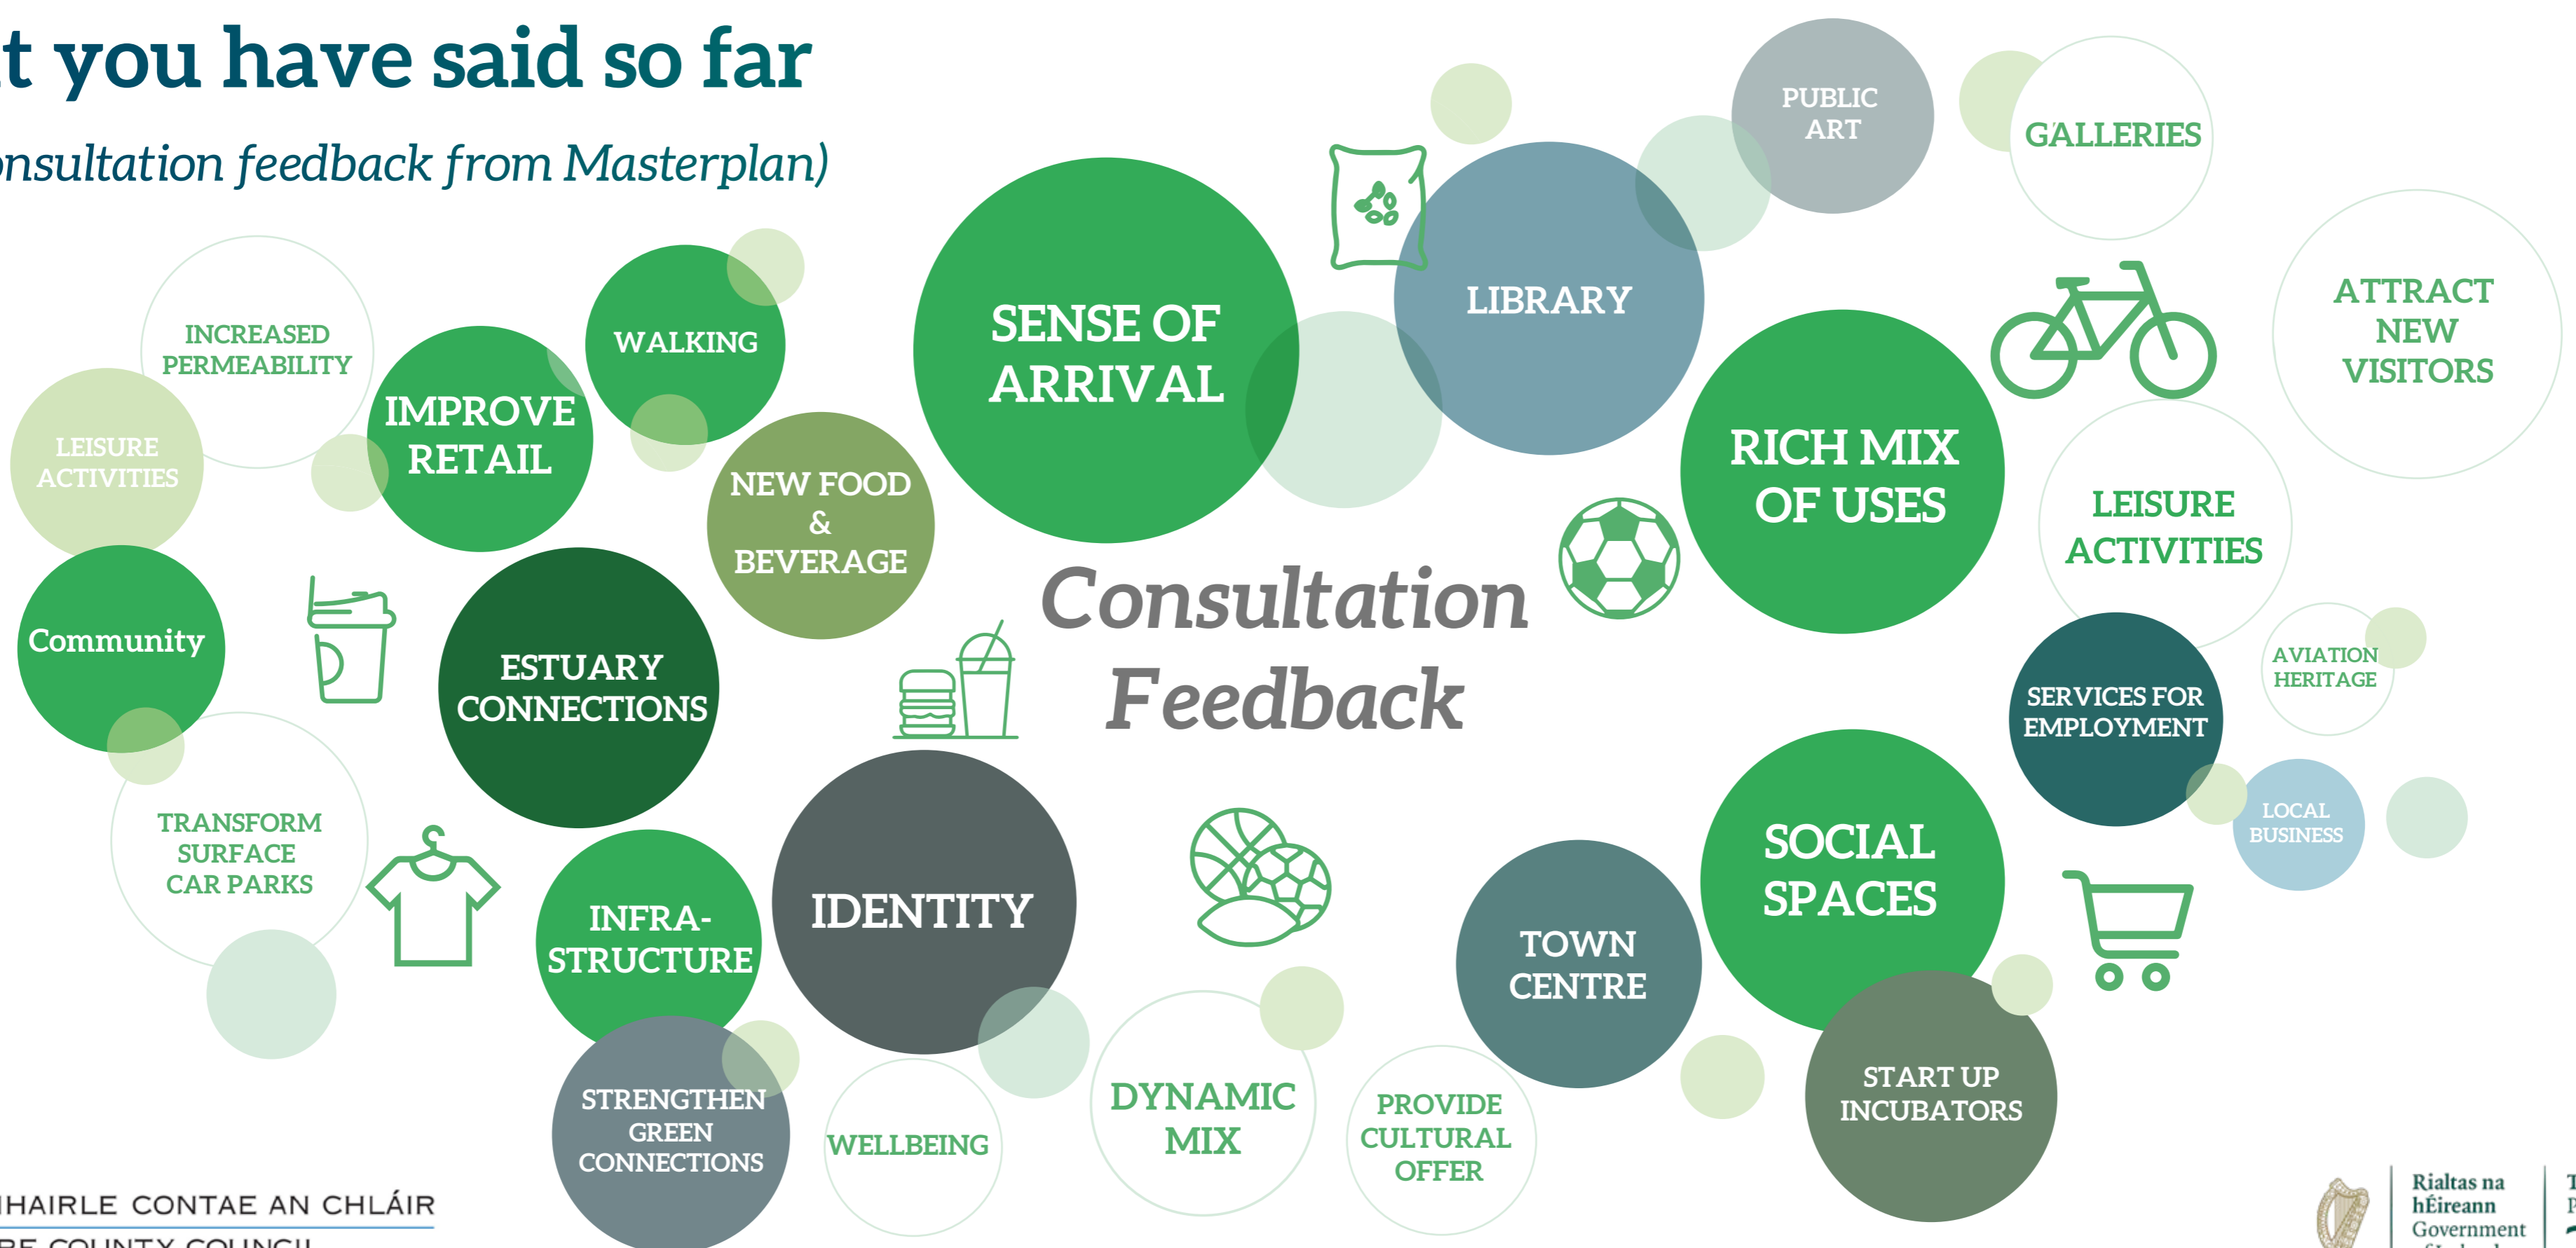 t you have said so far
nsultation feedback from Masterplan)
PUBLIC
ART
GALLERIES
INCREASED
PERMEABILITY
WALKING
SENSE OF
ARRIVAL
LIBRARY
ATTRACT
NEW
VISITORS
LEISURE
ACTIVITIES
IMPROVE
RETAIL
NEW FOOD
&
BEVERAGE
RICH MIX
OF USES
LEISURE
ACTIVITIES
Community
ESTUARY
CONNECTIONS
Consultation
Feedback
SERVICES FOR
EMPLOYMENT
AVIATION
HERITAGE
TRANSFORM
SURFACE
CAR PARKS
INFRA-
STRUCTURE
IDENTITY
TOWN
CENTRE
SOCIAL
SPACES
LOCAL
BUSINESS
STRENGTHEN
GREEN
CONNECTIONS
WELLBEING
DYNAMIC
MIX
PROVIDE
CULTURAL
OFFER
START UP
INCUBATORS
HAIRLE CONTAE AN CHLÁIR
COUNTY COUNCIL
Rialtas na
hÉireann
Government